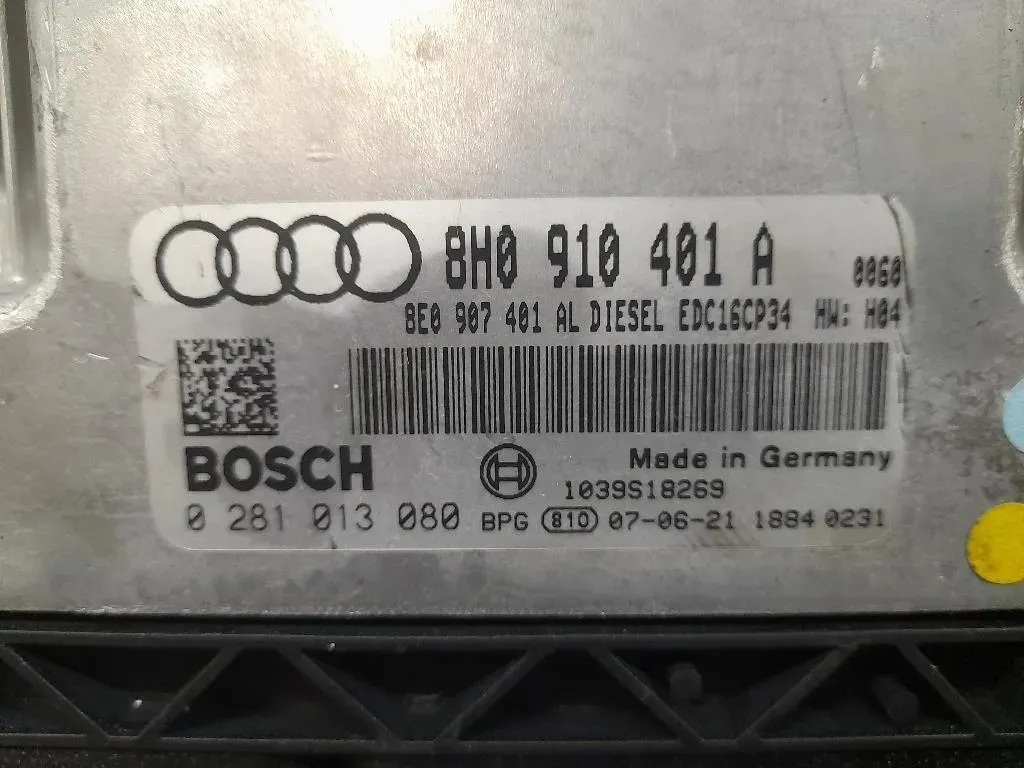 8H0 910 401 A 0060
8E0 907 401 AL DIESEL EDC16CP34 HW: H04
BOSCH
Made in Germany
1039S18269
0 281 013 080 BPG 810 07-06-21 1884 0231